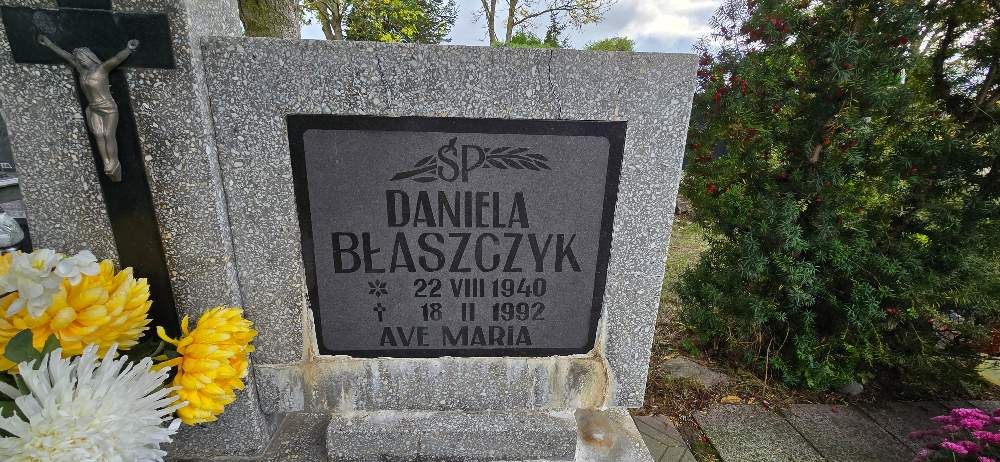 ŚP
DANIELA
BŁASZCZYK
* 22 VIII 1940
† 18 II 1992
AVE MARIA